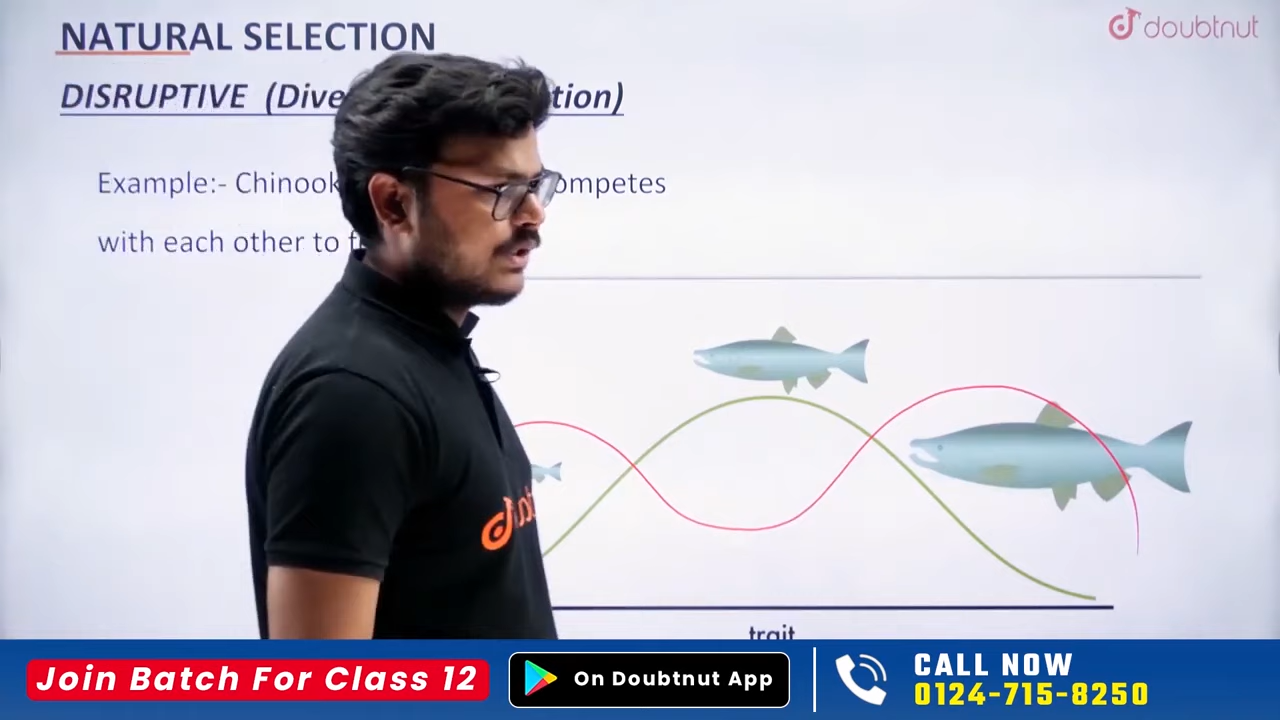 NATURAL SELECTION
doubtnut
DISRUPTIVE (Dive tion)
Example:- Chinook ompetes
with each other to f
trait
Join Batch For Class 12
On Doubtnut App
CALL NOW
0124-715-8250